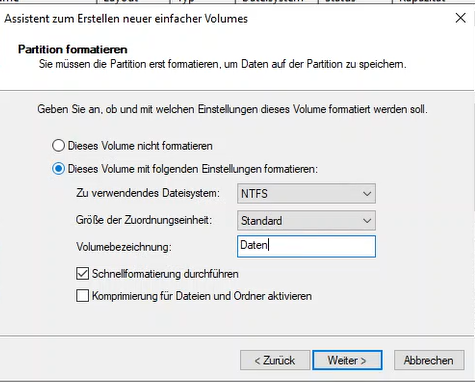 Assistent zum Erstellen neuer einfacher Volumes
Partition formatieren
Sie müssen die Partition erst formatieren, um Daten auf der Partition zu speichern.
Geben Sie an, ob und mit welchen Einstellungen dieses Volume formatiert werden soll.
Dieses Volume nicht formatieren
Dieses Volume mit folgenden Einstellungen formatieren:
Zu verwendendes Dateisystem: NTFS
Größe der Zuordnungseinheit: Standard
Volumebezeichnung: Daten
Schnellformatierung durchführen
Komprimierung für Dateien und Ordner aktivieren
< Zurück Weiter > Abbrechen